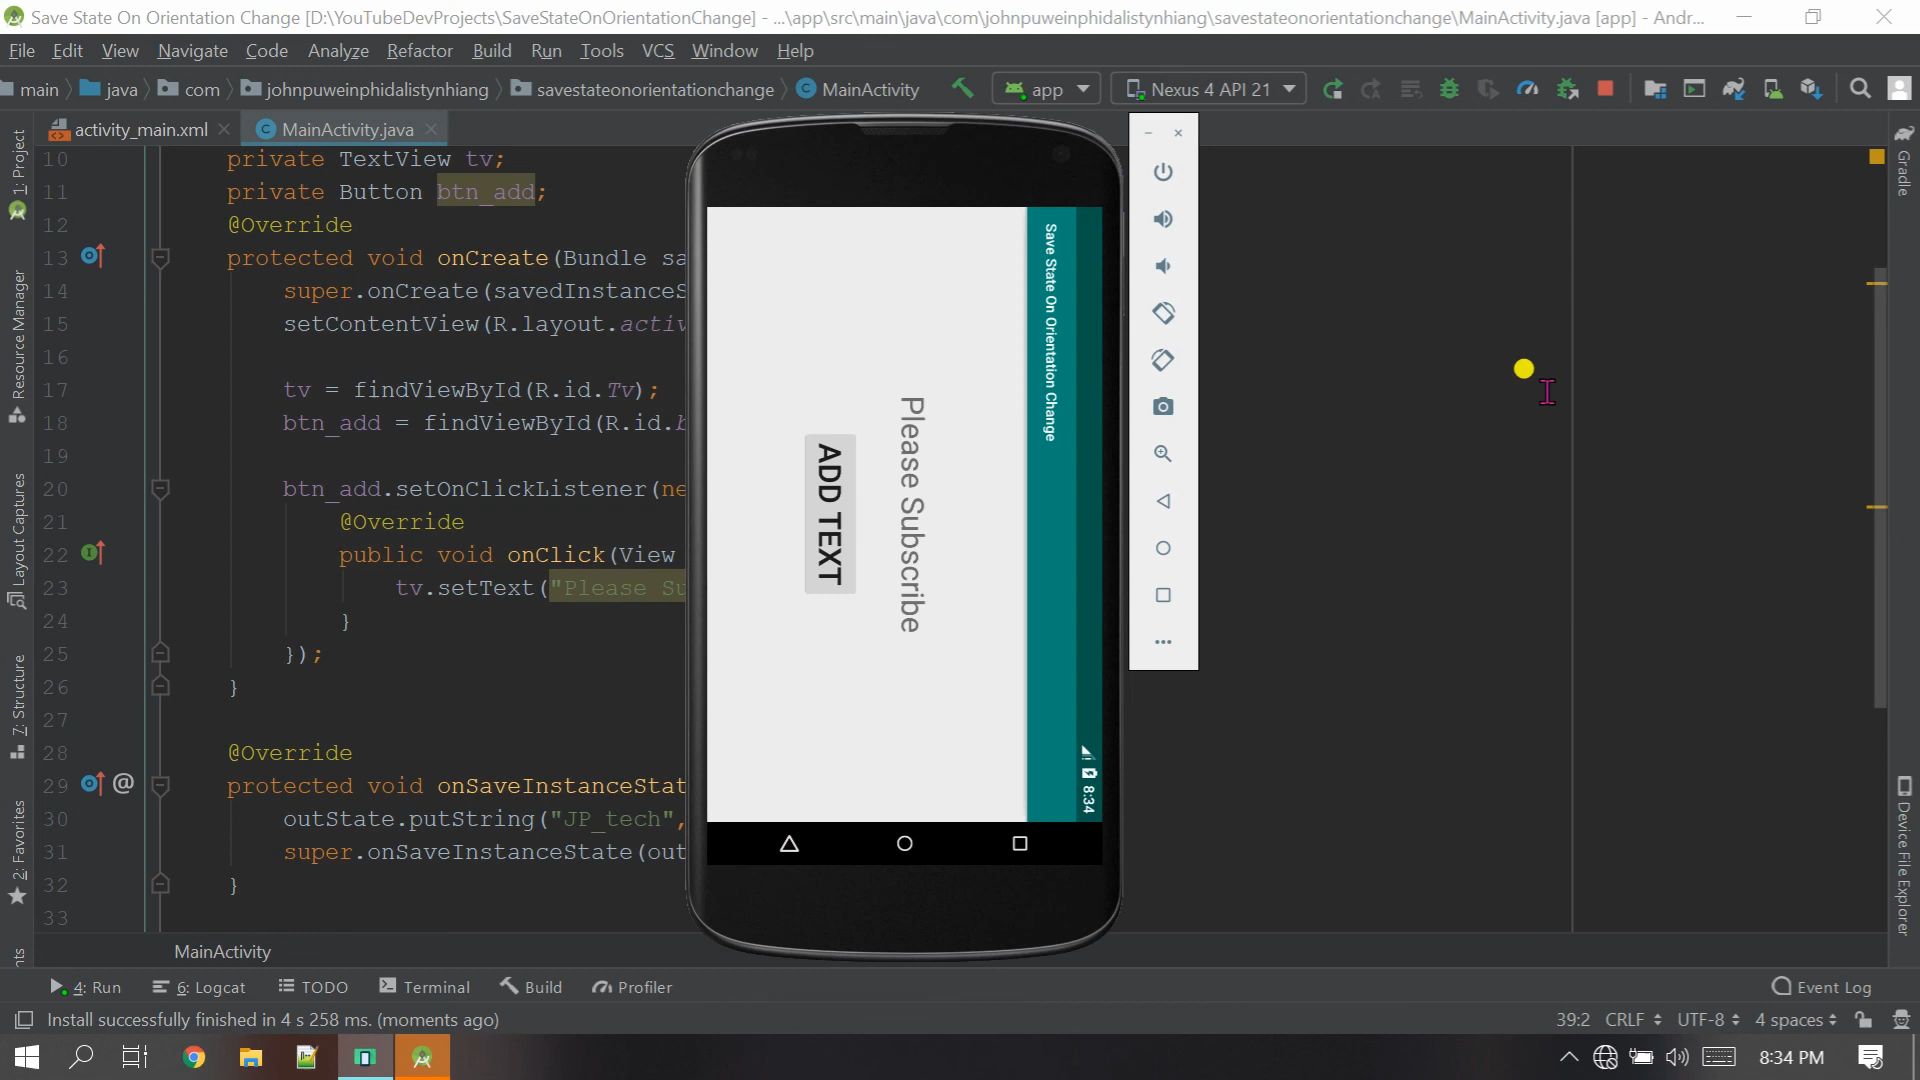 Save State On Orientation Change [D:\YouTubeDevProjects\SaveStateOnOrientationChange] - ...\app\src\main\java\com\johnpuweinphidalistynhiang\savestateonorientationchange\MainActivity.java [app] - Andr...
File Edit View Navigate Code Analyze Refactor Build Run Tools VCS Window Help
main java com johnpuweinphidalistynhiang savestateonorientationchange MainActivity app Nexus 4 API 21
activity_main.xml MainActivity.java
1: Project
Resource Manager
Layout Captures
7: Structure
2: Favorites
10 private TextView tv;
11 private Button btn_add;
12 @Override
13 protected void onCreate(Bundle sa
14 super.onCreate(savedInstanceS
15 setContentView(R.layout.activ
16
17 tv = findViewById(R.id.Tv);
18 btn_add = findViewById(R.id.b
19
20 btn_add.setOnClickListener(ne
21 @Override
22 public void onClick(View
23 tv.setText("Please Su
24 }
25 });
26 }
27
28 @Override
29 @ protected void onSaveInstanceStat
30 outState.putString("JP_tech",
31 super.onSaveInstanceState(out
32 }
33
Save State On Orientation Change
Please Subscribe
ADD TEXT
8:34
Gradle
Device File Explorer
MainActivity
4: Run 6: Logcat TODO Terminal Build Profiler Event Log
Install successfully finished in 4 s 258 ms. (moments ago) 39:2 CRLF UTF-8 4 spaces
8:34 PM